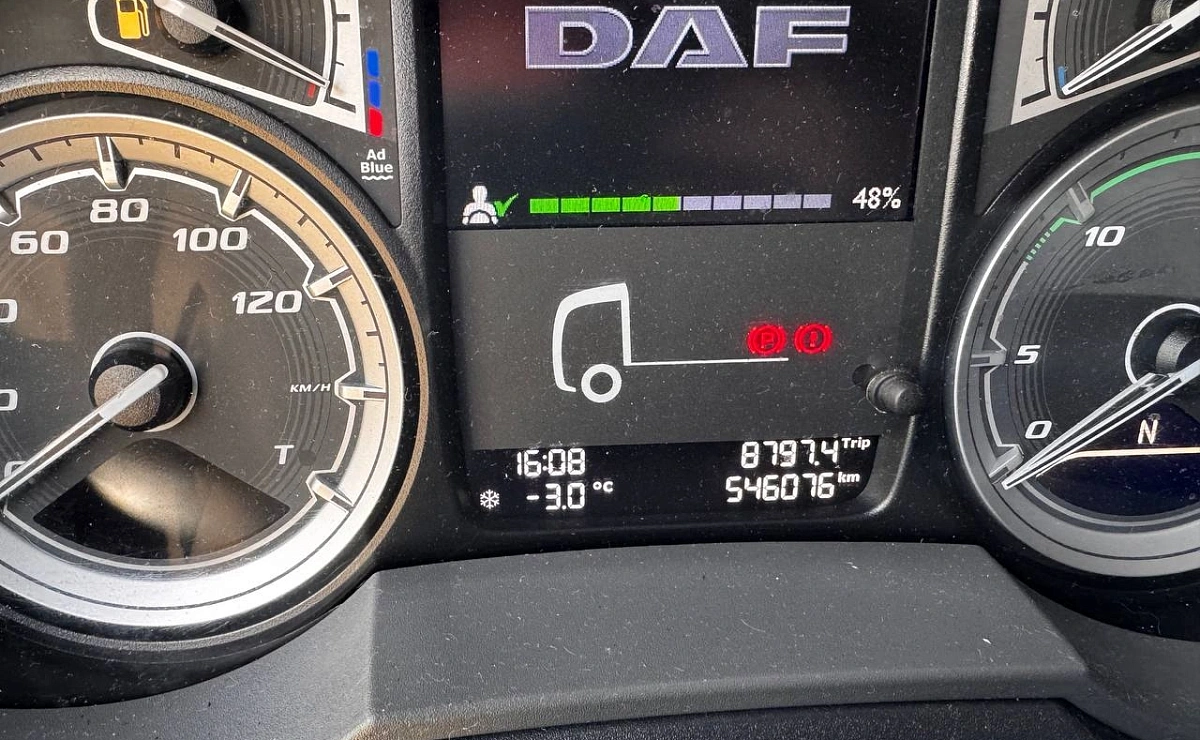 DAF
Ad
Blue
48%
60
80
100
120
KM/H
T
10
5
0
N
P
!
16:08
8797.4 Trip
-3.0 °C
546076 km